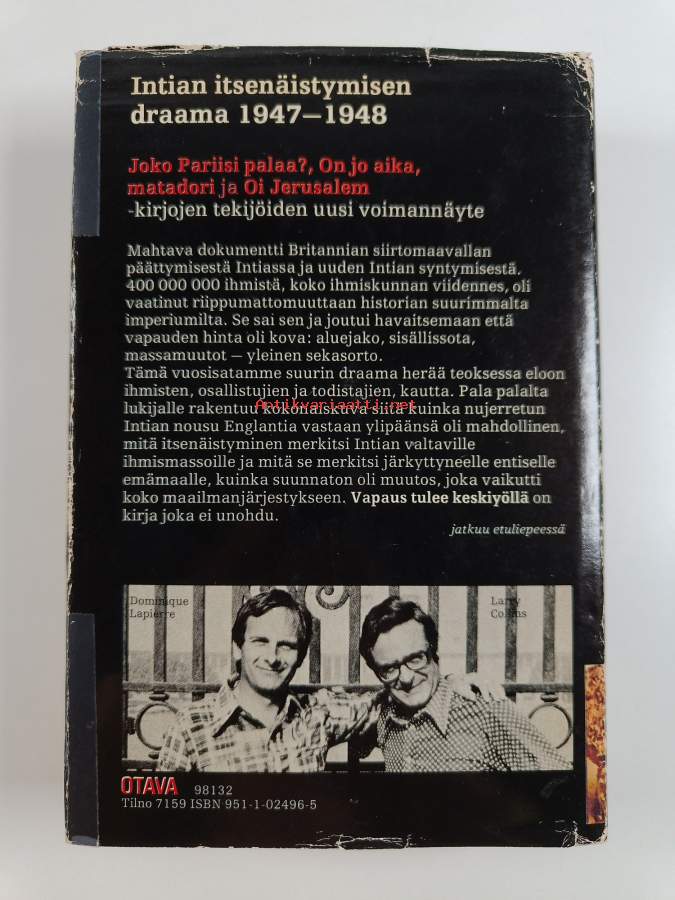 Intian itsenäistymisen
draama 1947—1948
Joko Pariisi palaa?, On jo aika,
matadori ja Oi Jerusalem
-kirjojen tekijöiden uusi voimannäyte
Mahtava dokumentti Britannian siirtomaavallan
päättymisestä Intiassa ja uuden Intian syntymisestä.
400 000 000 ihmistä, koko ihmiskunnan viidennes, oli
vaatinut riippumattomuuttaan historian suurimmalta
imperiumilta. Se sai sen ja joutui havaitsemaan että
vapauden hinta oli kova: aluejako, sisällissota,
massamuutot — yleinen sekasorto.
Tämä vuosisatamme suurin draama herää teoksessa eloon
ihmisten, osallistujien ja todistajien, kautta. Pala palalta
Antikvariaatti.net
lukijalle rakentuu kokonaiskuva siitä kuinka nujerretun
Intian nousu Englantia vastaan ylipäänsä oli mahdollinen,
mitä itsenäistyminen merkitsi Intian valtaville
ihmismassoille ja mitä se merkitsi järkyttyneelle entiselle
emämaalle, kuinka suunnaton oli muutos, joka vaikutti
koko maailmanjärjestykseen. Vapaus tulee keskiyöllä on
kirja joka ei unohdu.
jatkuu etuliepeessä
Dominique
Lapierre
Larry
Collins
OTAVA 98132
Tilno 7159 ISBN 951-1-02496-5